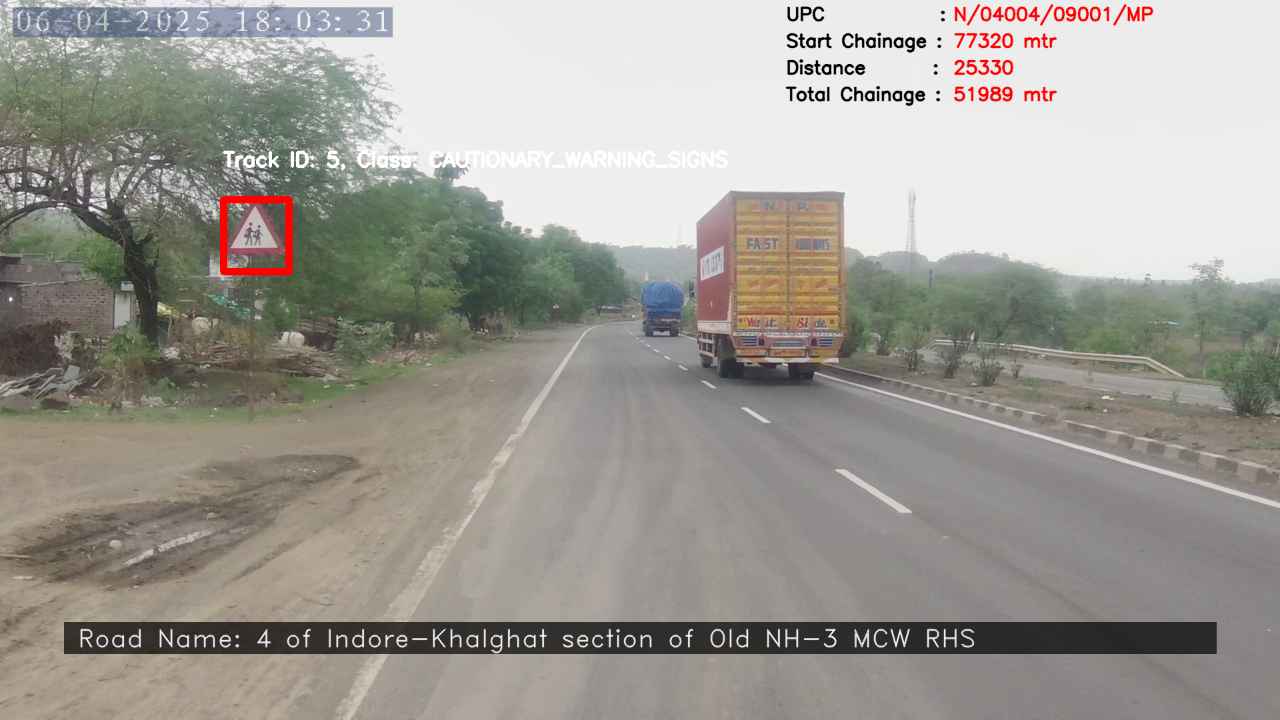 06-04-2025 18:03:31
UPC : N/04004/09001/MP
Start Chainage : 77320 mtr
Distance : 25330
Total Chainage : 51989 mtr
Track ID: 5, Class: CAUTIONARY_WARNING_SIGNS
FAST
Road Name: 4 of Indore-Khalghat section of Old NH-3 MCW RHS